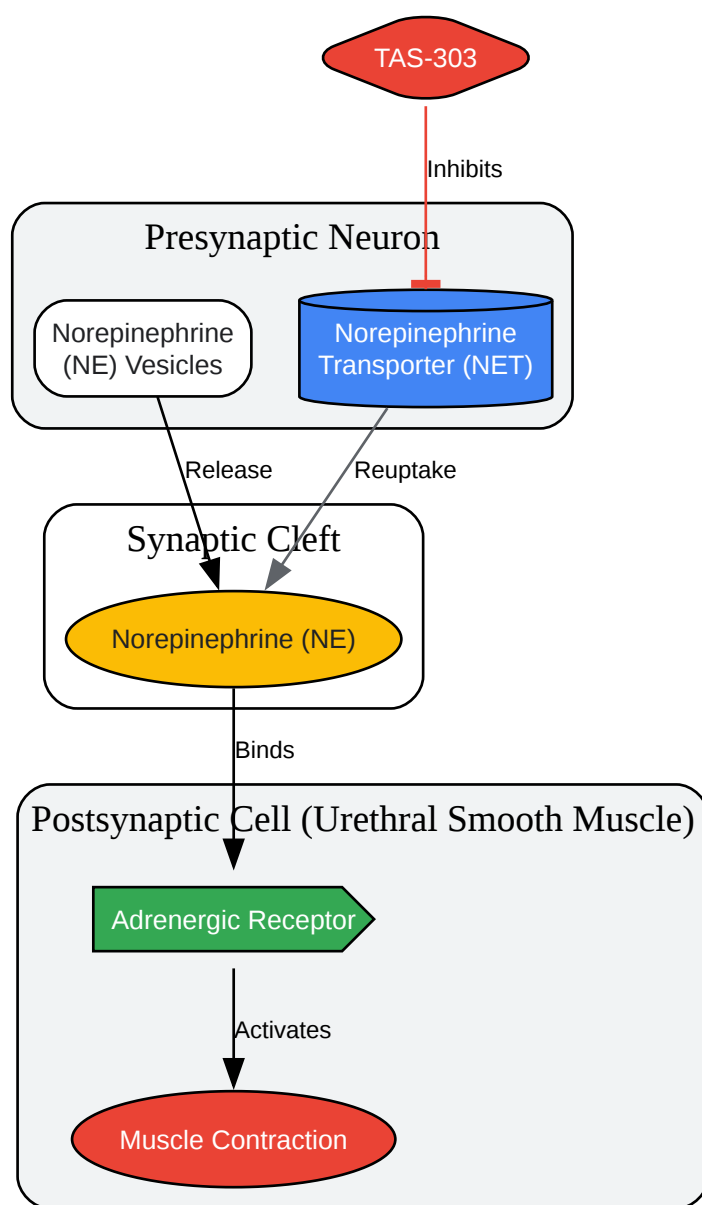 TAS-303
Inhibits
Presynaptic Neuron
Norepinephrine
(NE) Vesicles
Norepinephrine
Transporter (NET)
Release
Reuptake
Synaptic Cleft
Norepinephrine (NE)
Binds
Postsynaptic Cell (Urethral Smooth Muscle)
Adrenergic Receptor
Activates
Muscle Contraction